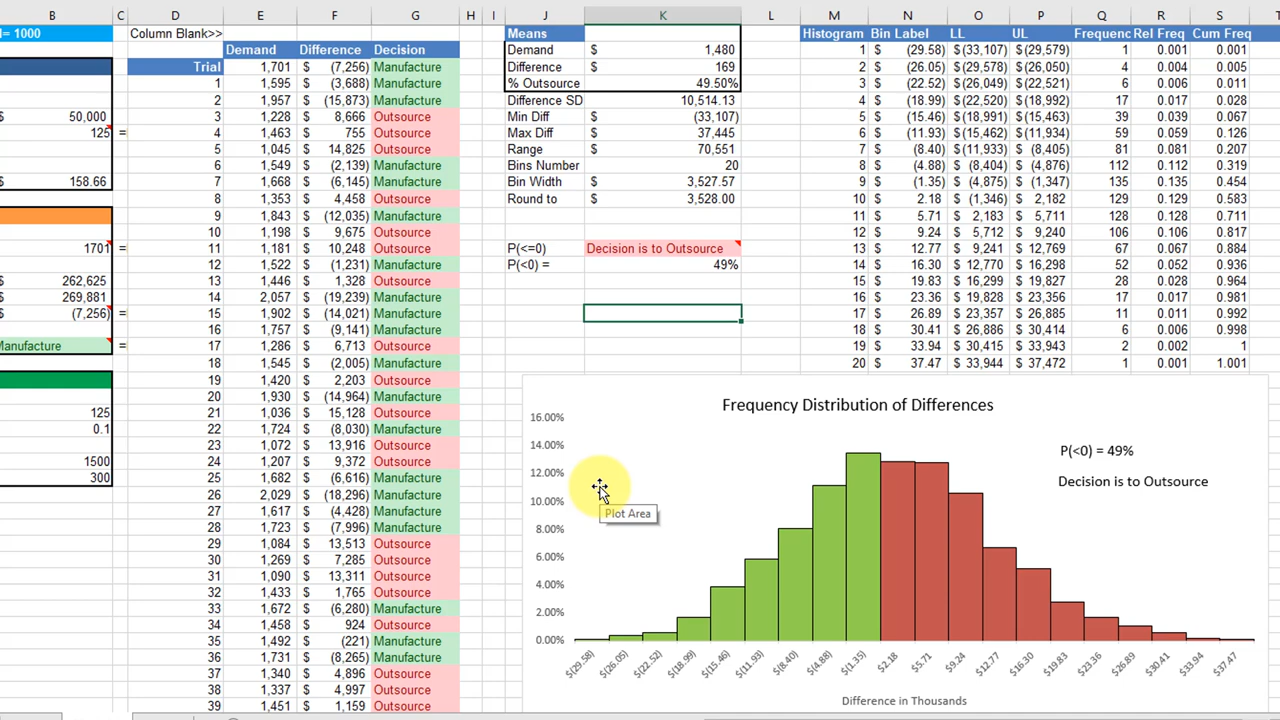 B C D E F G H I J K L M N O P Q R S
= 1000 Column Blank>> Means Histogram Bin Label LL UL Frequenc Rel Freq Cum Freq
Demand Difference Decision Demand $ 1,480 1 $ (29.58) $ (33,107) $ (29,579) 1 0.001 0.001
Trial 1,701 $ (7,256) Manufacture Difference $ 169 2 $ (26.05) $ (29,578) $ (26,050) 4 0.004 0.005
1 1,595 $ (3,688) Manufacture % Outsource 49.50% 3 $ (22.52) $ (26,049) $ (22,521) 6 0.006 0.011
2 1,957 $ (15,873) Manufacture Difference SD 10,514.13 4 $ (18.99) $ (22,520) $ (18,992) 17 0.017 0.028
$ 50,000 3 1,228 $ 8,666 Outsource Min Diff $ (33,107) 5 $ (15.46) $ (18,991) $ (15,463) 39 0.039 0.067
125 = 4 1,463 $ 755 Outsource Max Diff $ 37,445 6 $ (11.93) $ (15,462) $ (11,934) 59 0.059 0.126
5 1,045 $ 14,825 Outsource Range $ 70,551 7 $ (8.40) $ (11,933) $ (8,405) 81 0.081 0.207
6 1,549 $ (2,139) Manufacture Bins Number 20 8 $ (4.88) $ (8,404) $ (4,876) 112 0.112 0.319
$ 158.66 7 1,668 $ (6,145) Manufacture Bin Width $ 3,527.57 9 $ (1.35) $ (4,875) $ (1,347) 135 0.135 0.454
8 1,353 $ 4,458 Outsource Round to $ 3,528.00 10 $ 2.18 $ (1,346) $ 2,182 129 0.129 0.583
9 1,843 $ (12,035) Manufacture 11 $ 5.71 $ 2,183 $ 5,711 128 0.128 0.711
10 1,198 $ 9,675 Outsource 12 $ 9.24 $ 5,712 $ 9,240 106 0.106 0.817
1701 = 11 1,181 $ 10,248 Outsource P(<=0) Decision is to Outsource 13 $ 12.77 $ 9,241 $ 12,769 67 0.067 0.884
12 1,522 $ (1,231) Manufacture P(<0) = 49% 14 $ 16.30 $ 12,770 $ 16,298 52 0.052 0.936
$ 262,625 13 1,446 $ 1,328 Outsource 15 $ 19.83 $ 16,299 $ 19,827 28 0.028 0.964
$ 269,881 14 2,057 $ (19,239) Manufacture 16 $ 23.36 $ 19,828 $ 23,356 17 0.017 0.981
$ (7,256) = 15 1,902 $ (14,021) Manufacture 17 $ 26.89 $ 23,357 $ 26,885 11 0.011 0.992
16 1,757 $ (9,141) Manufacture 18 $ 30.41 $ 26,886 $ 30,414 6 0.006 0.998
Manufacture = 17 1,286 $ 6,713 Outsource 19 $ 33.94 $ 30,415 $ 33,943 2 0.002 1
18 1,545 $ (2,005) Manufacture 20 $ 37.47 $ 33,944 $ 37,472 1 0.001 1.001
19 1,420 $ 2,203 Outsource
20 1,930 $ (14,964) Manufacture
125 21 1,036 $ 15,128 Outsource
0.1 22 1,724 $ (8,030) Manufacture
23 1,072 $ 13,916 Outsource
1500 24 1,207 $ 9,372 Outsource
300 25 1,682 $ (6,616) Manufacture
26 2,029 $ (18,296) Manufacture
27 1,617 $ (4,428) Manufacture
28 1,723 $ (7,996) Manufacture
29 1,084 $ 13,513 Outsource
30 1,269 $ 7,285 Outsource
31 1,090 $ 13,311 Outsource
32 1,433 $ 1,765 Outsource
33 1,672 $ (6,280) Manufacture
34 1,458 $ 924 Outsource
35 1,492 $ (221) Manufacture
36 1,731 $ (8,265) Manufacture
37 1,340 $ 4,896 Outsource
38 1,337 $ 4,997 Outsource
39 1,451 $ 1,159 Outsource
Frequency Distribution of Differences
16.00%
14.00%
12.00%
10.00%
8.00%
6.00%
4.00%
2.00%
0.00%
P(<0) = 49%
Decision is to Outsource
Plot Area
$(29.58) $(26.05) $(22.52) $(18.99) $(15.46) $(11.93) $(8.40) $(4.88) $(1.35) $2.18 $5.71 $9.24 $12.77 $16.30 $19.83 $23.36 $26.89 $30.41 $33.94 $37.47
Difference in Thousands